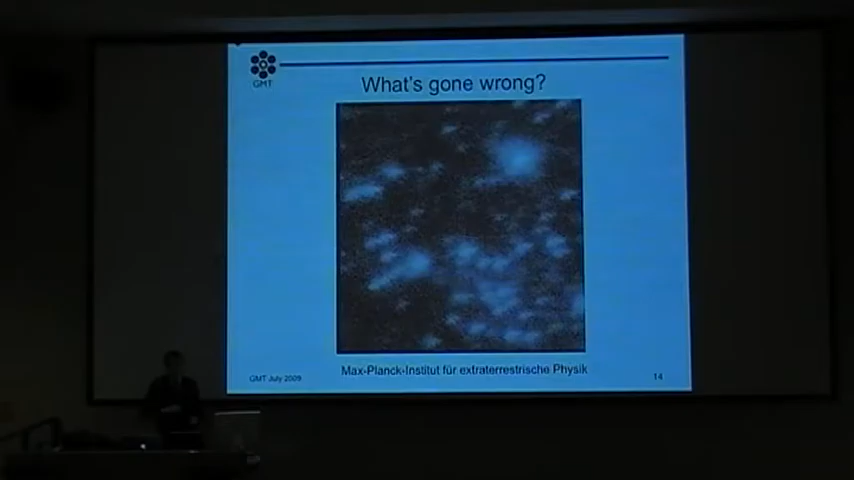 GMT
What's gone wrong?
Max-Planck-Institut für extraterrestrische Physik
GMT July 2009
14